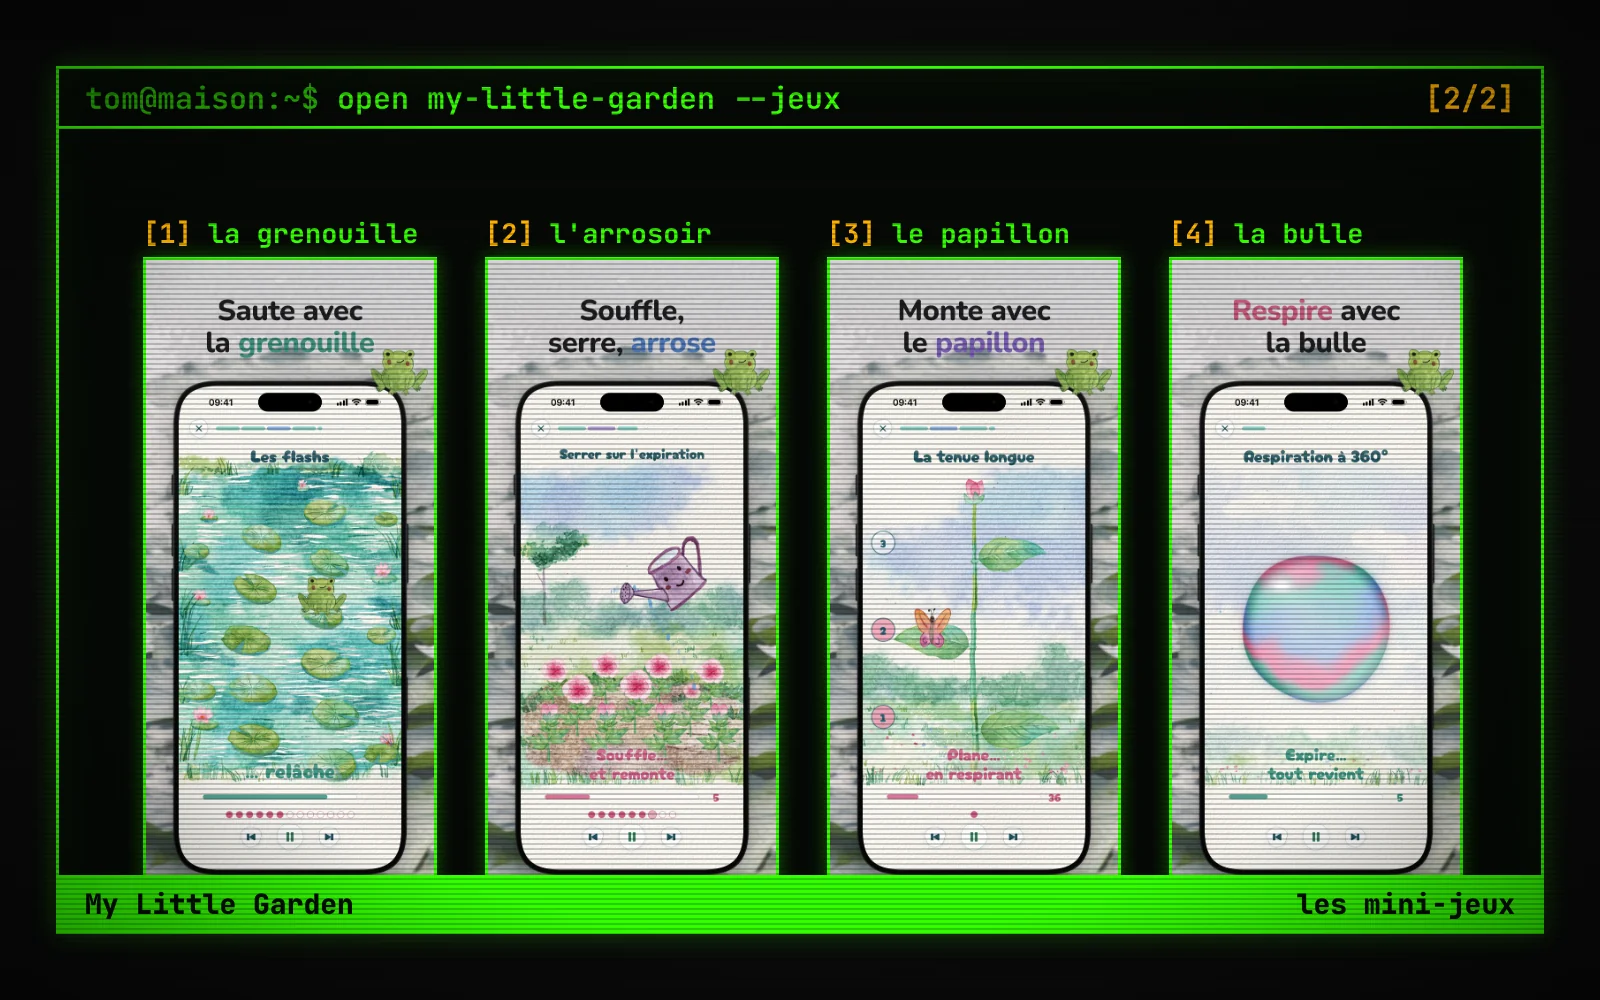 tom@maison:~$ open my-little-garden --jeux [2/2]
[1] la grenouille
Saute avec
la grenouille
09:41
Les flashs
... relâche
[2] l'arrosoir
Souffle,
serre, arrose
09:41
Serrer sur l'expiration
Souffle...
et remonte
5
[3] le papillon
Monte avec
le papillon
09:41
La tenue longue
3
2
1
Plane...
en respirant
36
[4] la bulle
Respire avec
la bulle
09:41
Respiration à 360°
Expire...
tout revient
5
My Little Garden
les mini-jeux